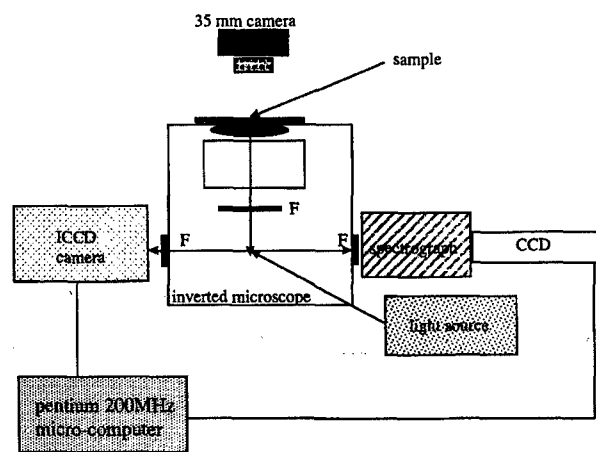 35 mm camera
sample
F
ICCD
camera
F
F
spectrograph
CCD
inverted microscope
light source
pentium 200MHz
micro-computer